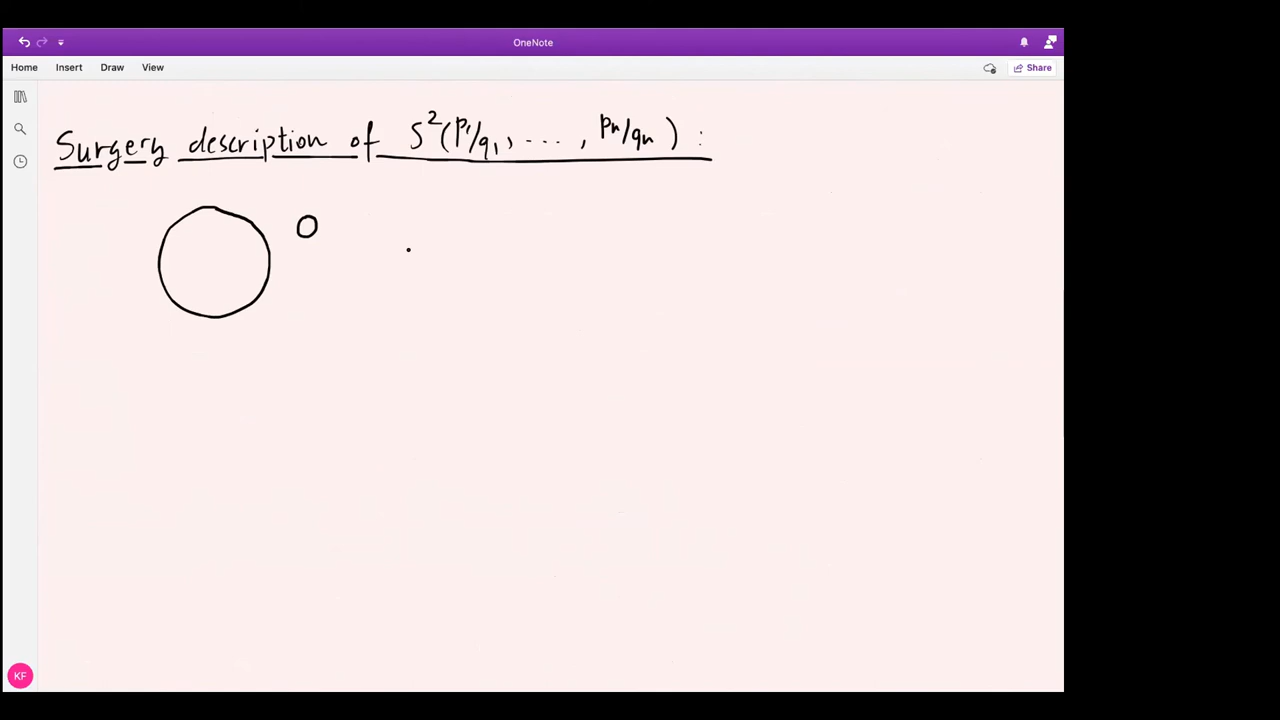 OneNote
Home Insert Draw View
Share
Surgery description of S²(p₁/q₁, ..., pₙ/qₙ) :
0
KF